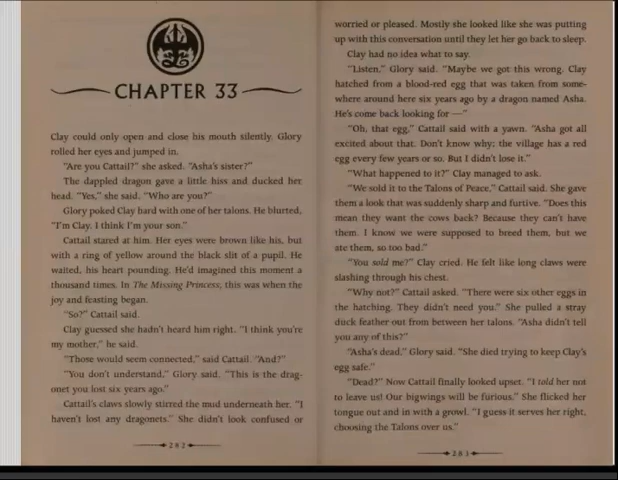 CHAPTER 33
Clay could only open and close his mouth silently. Glory
rolled her eyes and jumped in.
"Are you Cattail?" she asked. "Asha's sister?"
The dappled dragon gave a little hiss and ducked her
head. "Yes," she said. "Who are you?"
Glory poked Clay hard with one of her talons. He blurted,
"I'm Clay. I think I'm your son."
Cattail stared at him. Her eyes were brown like his, but
with a ring of yellow around the black slit of a pupil. He
waited, his heart pounding. He'd imagined this moment a
thousand times. In The Missing Princess, this was when the
joy and feasting began.
"So?" Cattail said.
Clay guessed she hadn't heard him right. "I think you're
my mother," he said.
"Those would seem connected," said Cattail. "And?"
"You don't understand," Glory said. "This is the drag-
onet you lost six years ago."
Cattail's claws slowly stirred the mud underneath her. "I
haven't lost any dragonets." She didn't look confused or
282
worried or pleased. Mostly she looked like she was putting
up with this conversation until they let her go back to sleep.
Clay had no idea what to say.
"Listen," Glory said. "Maybe we got this wrong. Clay
hatched from a blood-red egg that was taken from some-
where around here six years ago by a dragon named Asha.
He's come back looking for —"
"Oh, that egg," Cattail said with a yawn. "Asha got all
excited about that. Don't know why; the village has a red
egg every few years or so. But I didn't lose it."
"What happened to it?" Clay managed to ask.
"We sold it to the Talons of Peace," Cattail said. She gave
them a look that was suddenly sharp and furtive. "Does this
mean they want the cows back? Because they can't have
them. I know we were supposed to breed them, but we
ate them, so too bad."
"You sold me?" Clay cried. He felt like long claws were
slashing through his chest.
"Why not?" Cattail asked. "There were six other eggs in
the hatching. They didn't need you." She pulled a stray
duck feather out from between her talons. "Asha didn't tell
you any of this?"
"Asha's dead," Glory said. "She died trying to keep Clay's
egg safe."
"Dead?" Now Cattail finally looked upset. "I told her not
to leave us! Our bigwings will be furious." She flicked her
tongue out and in with a growl. "I guess it serves her right,
choosing the Talons over us."
283